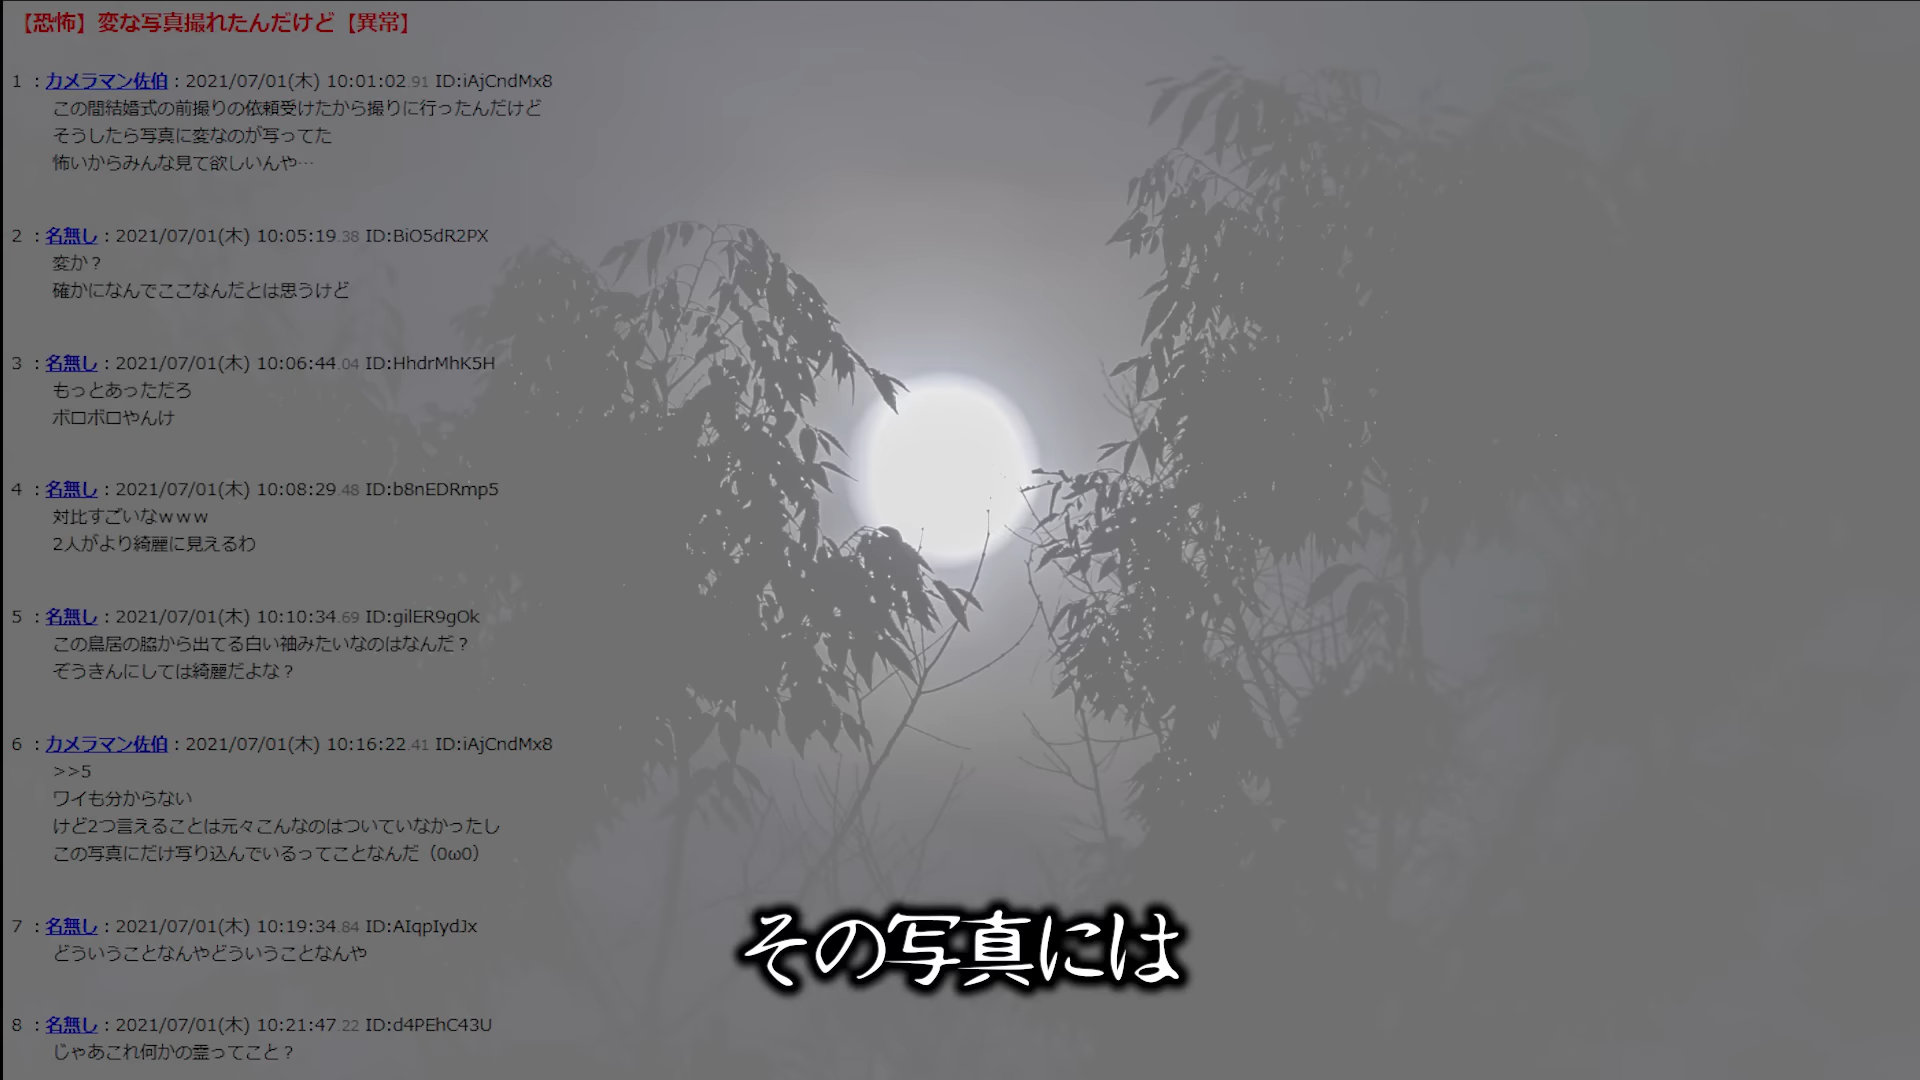 【恐怖】変な写真撮れたんだけど【異常】
1 ：カメラマン佐伯：2021/07/01(木) 10:01:02.91 ID:iAjCndMx8
この間結婚式の前撮りの依頼受けたから撮りに行ったんだけど
そうしたら写真に変なのが写ってた
怖いからみんな見て欲しいんや…
2 ：名無し：2021/07/01(木) 10:05:19.38 ID:BiO5dR2PX
変か？
確かになんでここなんだとは思うけど
3 ：名無し：2021/07/01(木) 10:06:44.04 ID:HhdrMhK5H
もっとあっただろ
ボロボロやんけ
4 ：名無し：2021/07/01(木) 10:08:29.48 ID:b8nEDRmp5
対比すごいなｗｗｗ
2人がより綺麗に見えるわ
5 ：名無し：2021/07/01(木) 10:10:34.69 ID:gilER9gOk
この鳥居の脇から出てる白い袖みたいなのはなんだ？
ぞうきんにしては綺麗だよな？
6 ：カメラマン佐伯：2021/07/01(木) 10:16:22.41 ID:iAjCndMx8
>>5
ワイも分からない
けど2つ言えることは元々こんなのはついていなかったし
この写真にだけ写り込んでいるってことなんだ（0ω0）
7 ：名無し：2021/07/01(木) 10:19:34.84 ID:AIqpIydJx
どういうことなんやどういうことなんや
8 ：名無し：2021/07/01(木) 10:21:47.22 ID:d4PEhC43U
じゃあこれ何かの霊ってこと？
その写真には